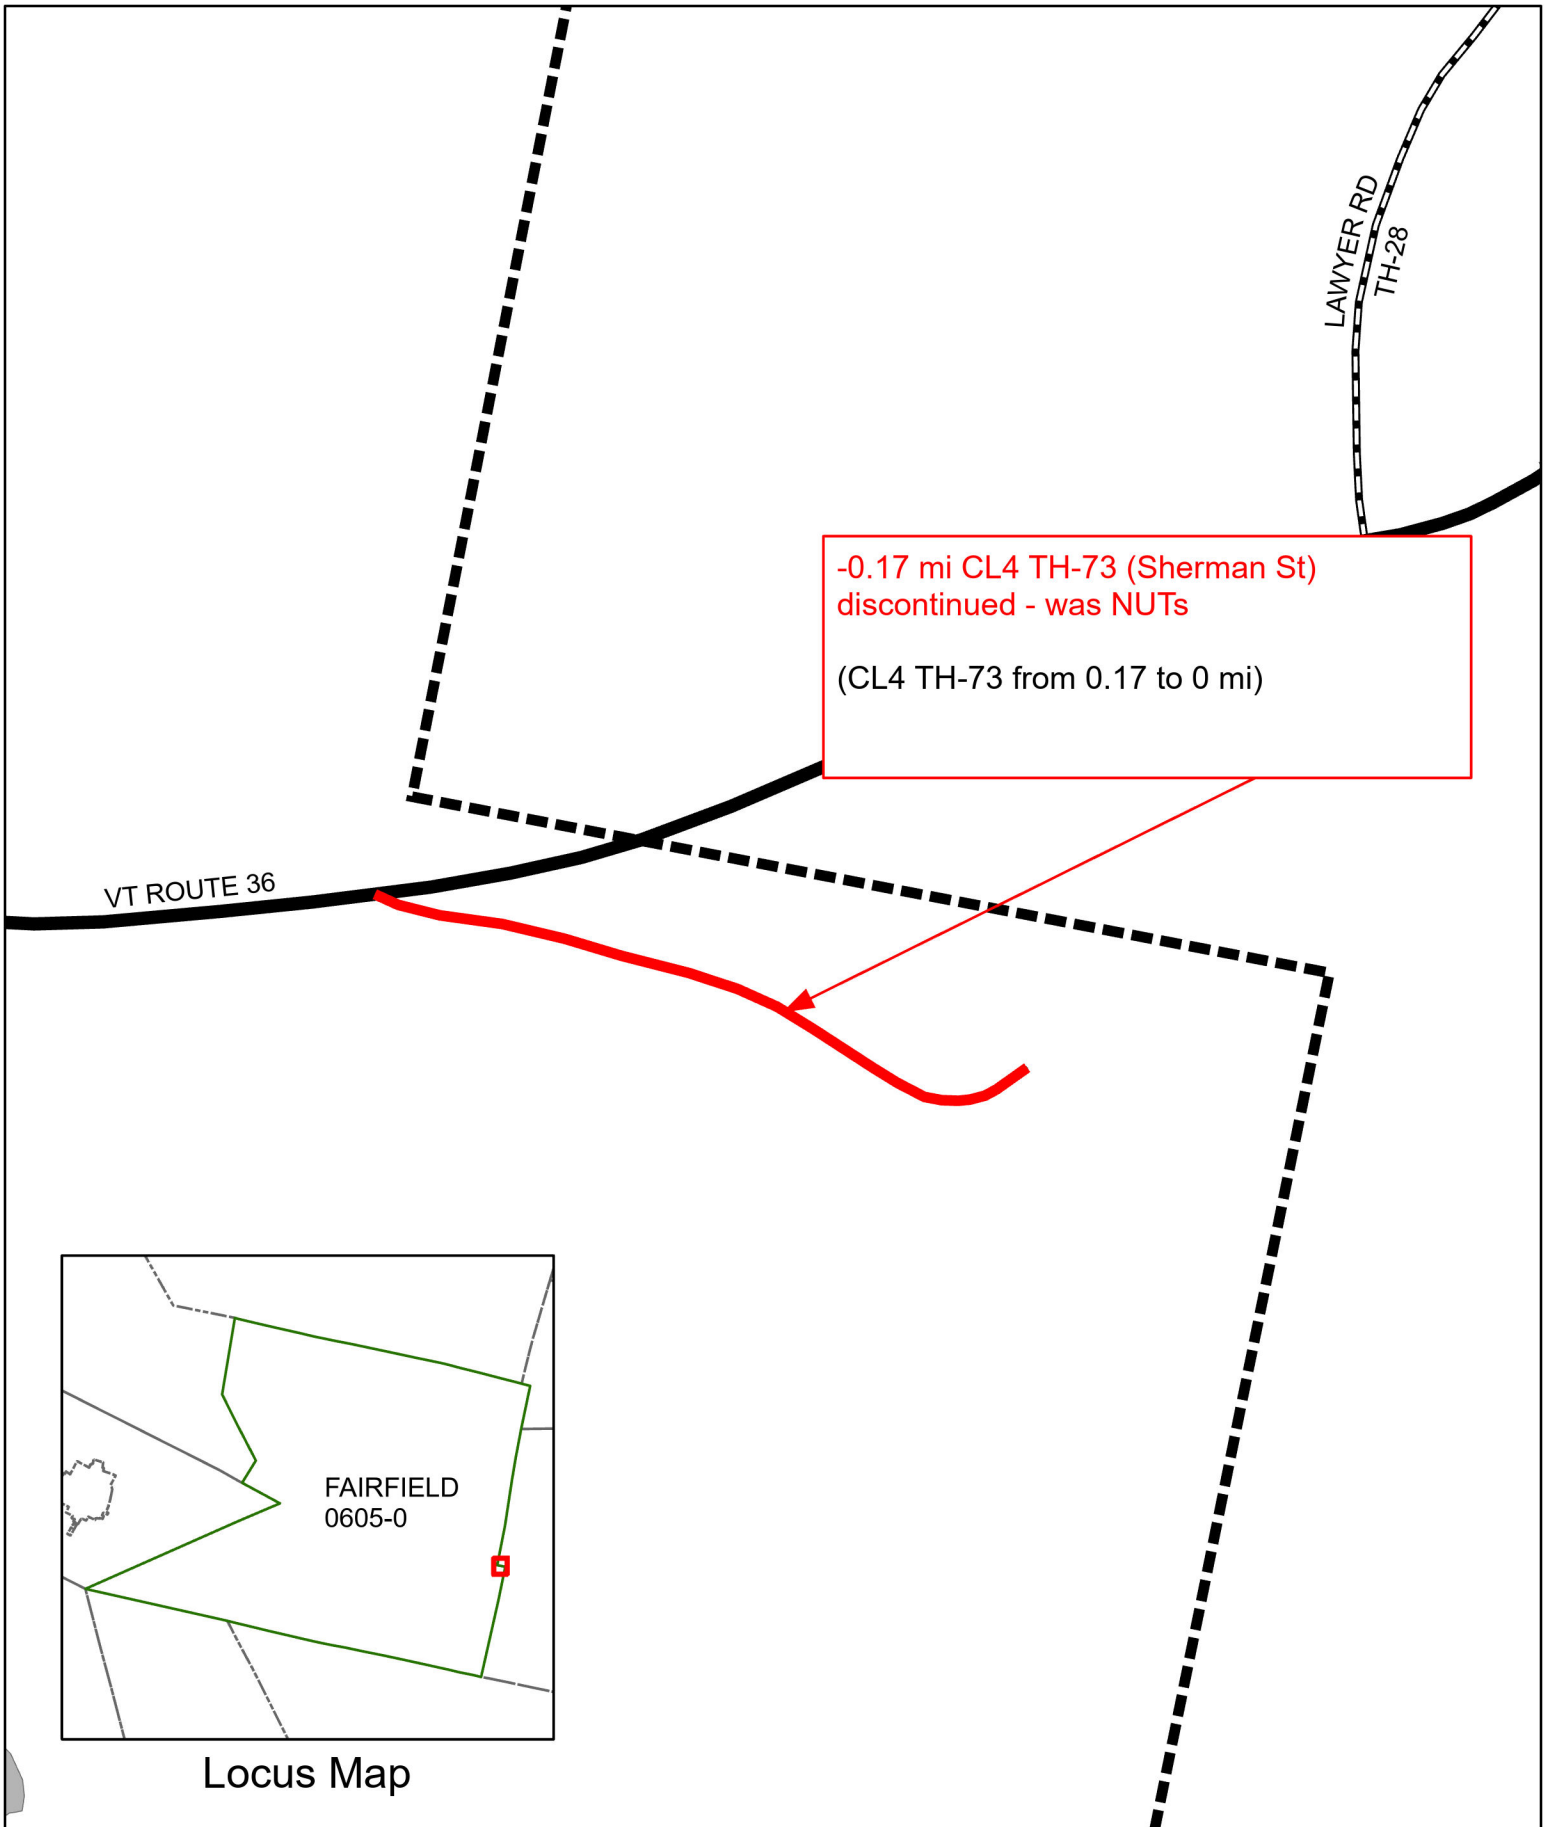 LAWYER RD
TH-28
-0.17 mi CL4 TH-73 (Sherman St)
discontinued - was NUTs
(CL4 TH-73 from 0.17 to 0 mi)
VT ROUTE 36
FAIRFIELD
0605-0
Locus Map